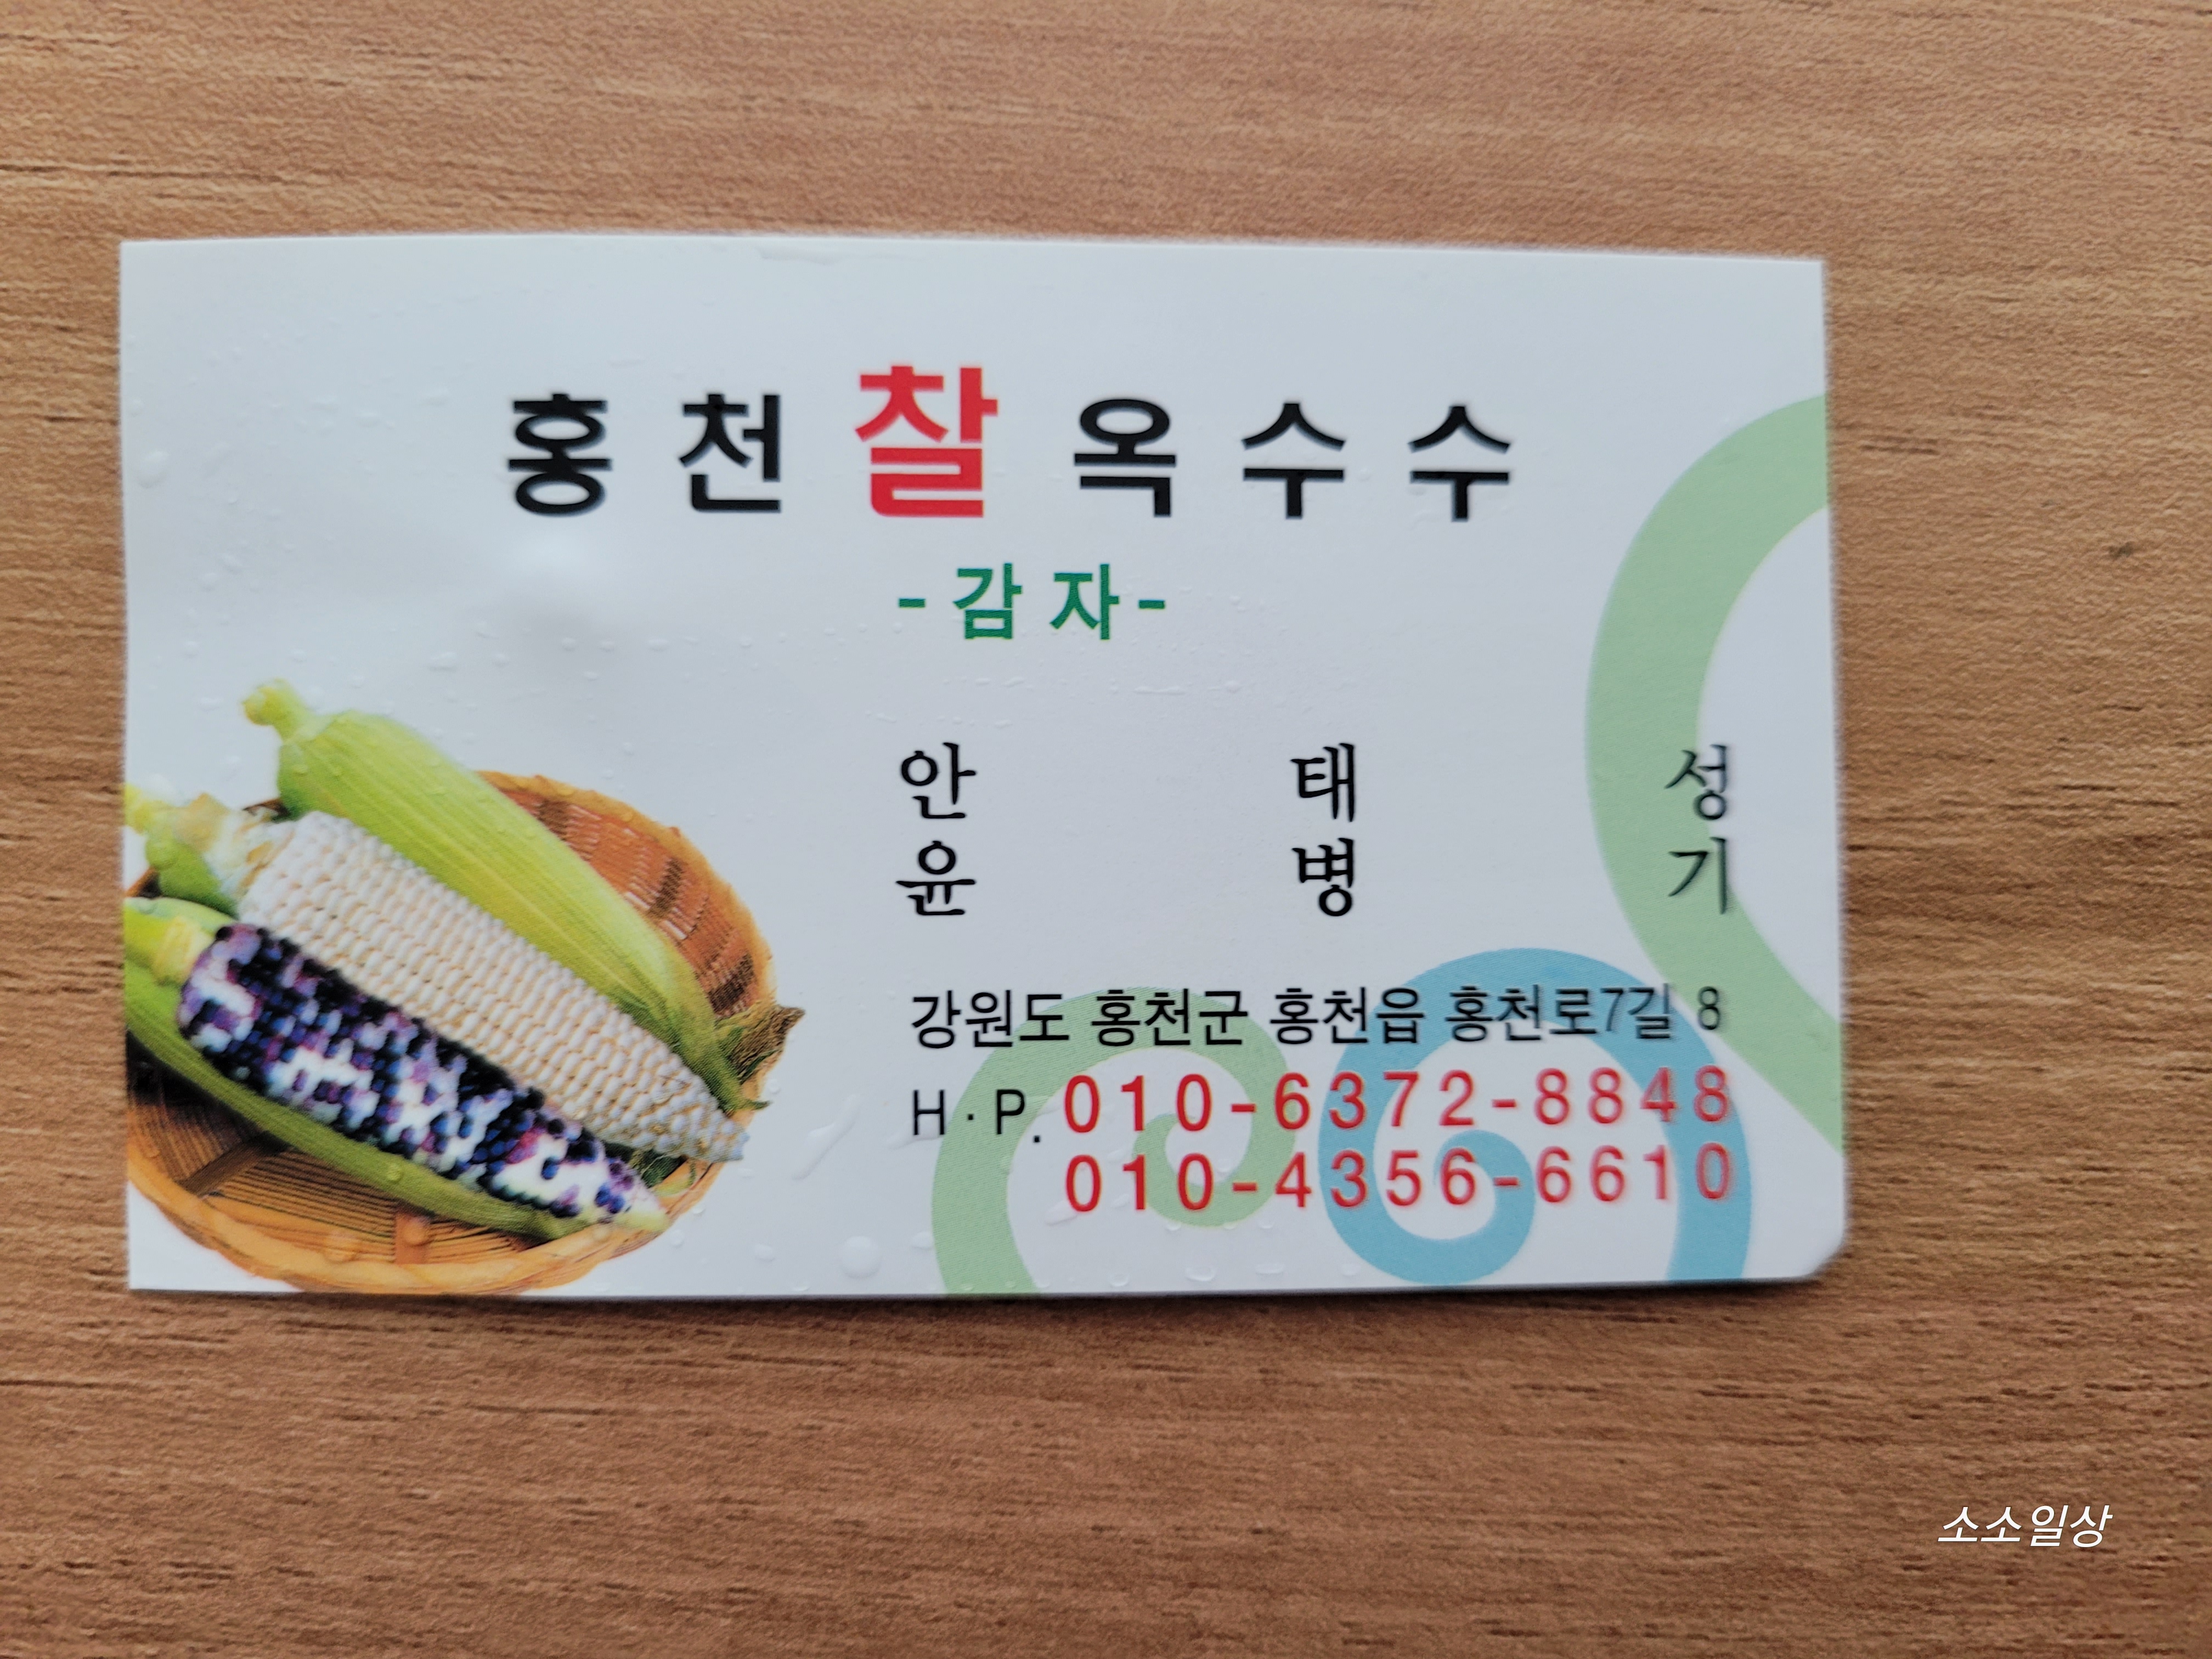 홍천찰옥수수
-감자-
안태성
윤병기
강원도 홍천군 홍천읍 홍천로7길 8
H·P. 010-6372-8848
010-4356-6610
소소일상